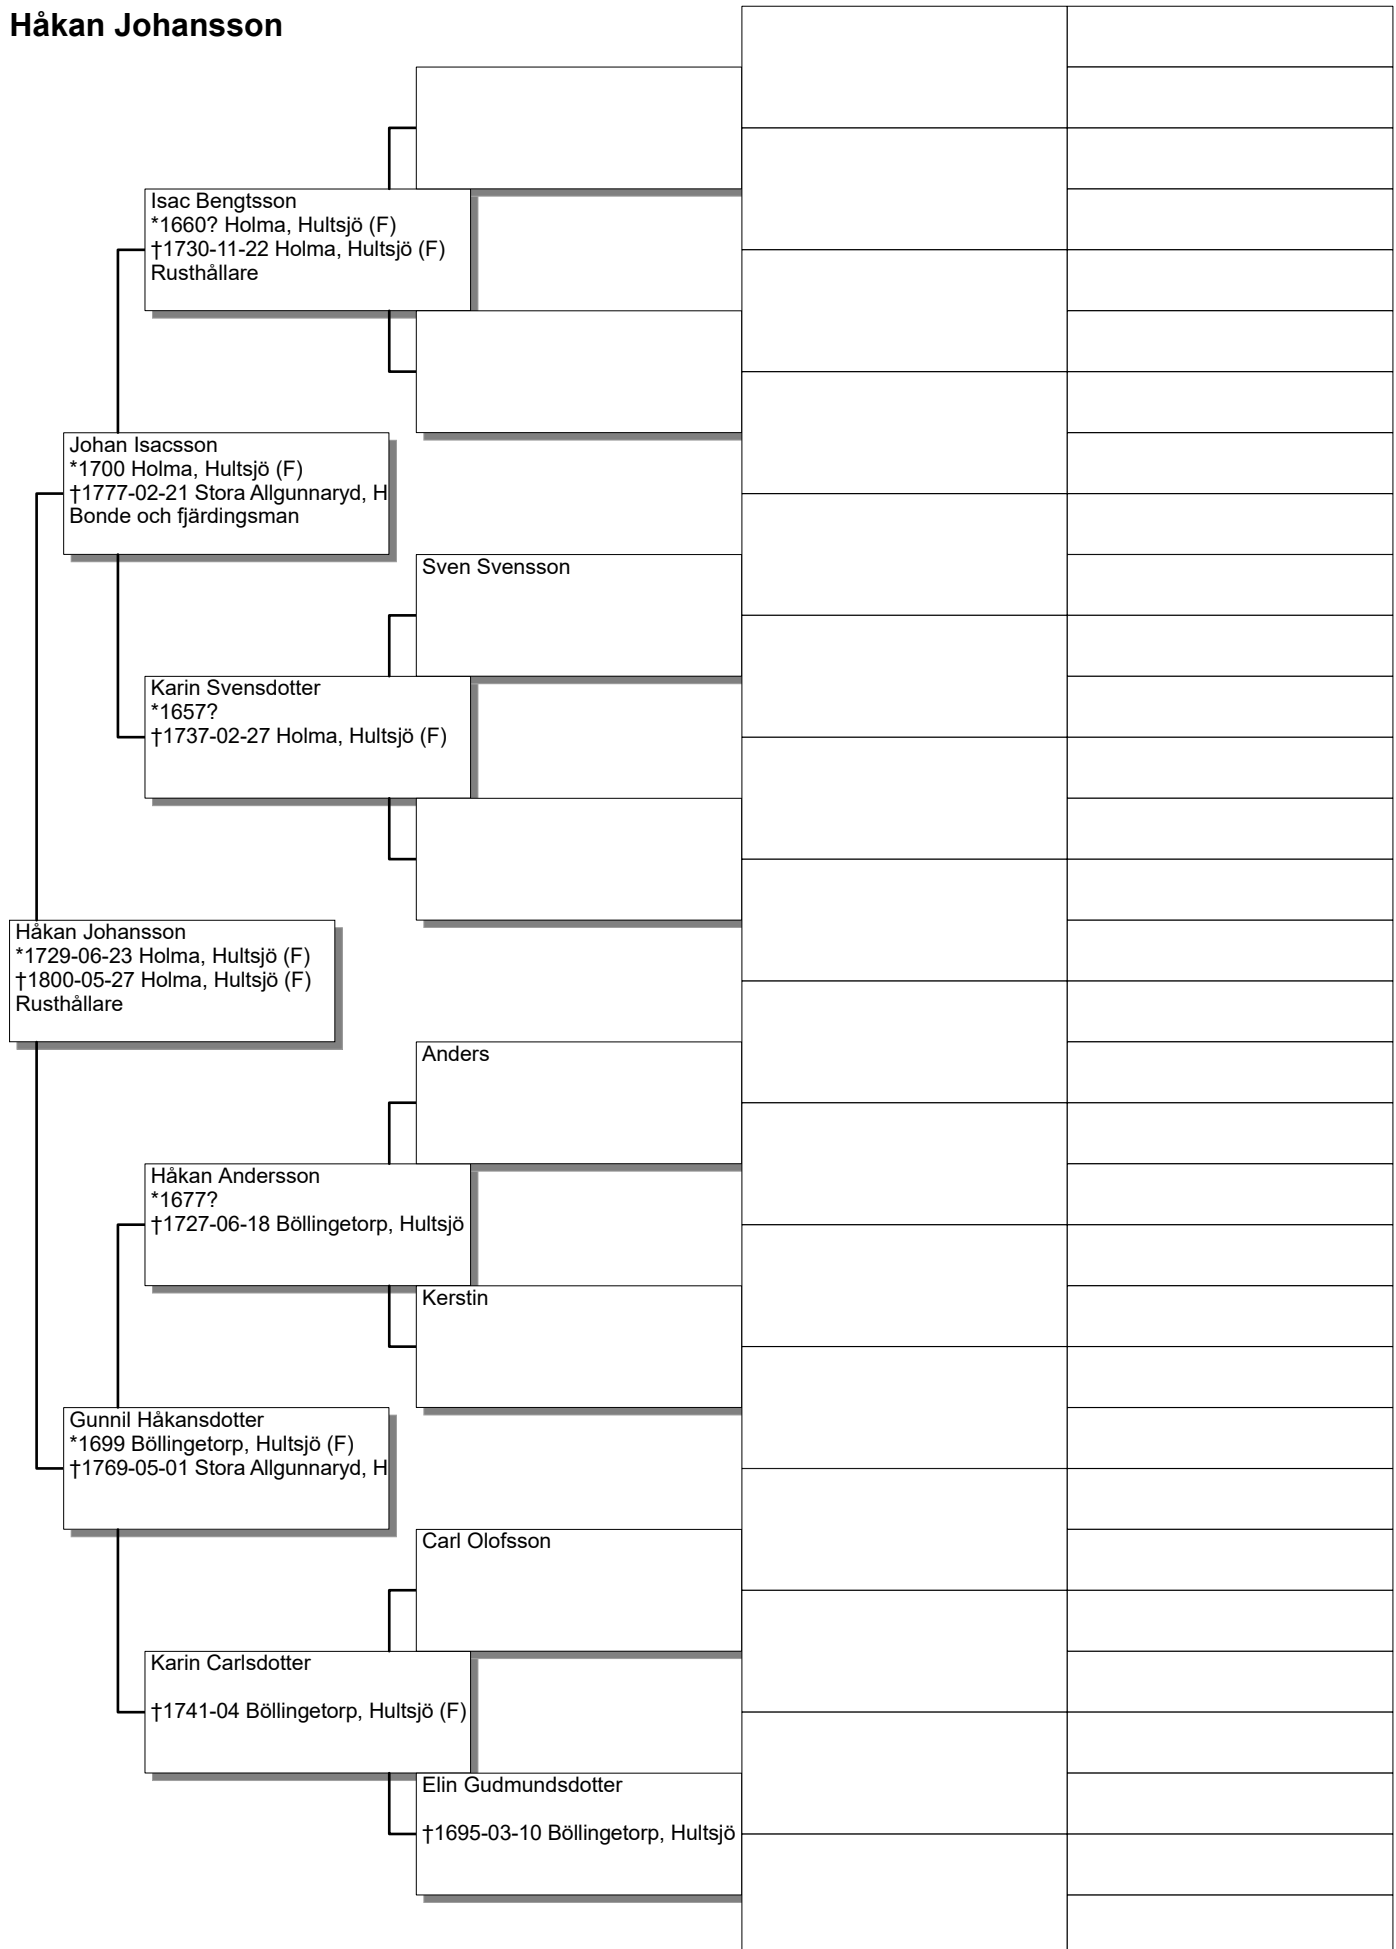 Håkan Johansson
Isac Bengtsson
*1660? Holma, Hultsjö (F)
†1730-11-22 Holma, Hultsjö (F)
Rusthållare
Johan Isacsson
*1700 Holma, Hultsjö (F)
†1777-02-21 Stora Allgunnaryd, H
Bonde och fjärdingsman
Sven Svensson
Karin Svensdotter
*1657?
†1737-02-27 Holma, Hultsjö (F)
Håkan Johansson
*1729-06-23 Holma, Hultsjö (F)
†1800-05-27 Holma, Hultsjö (F)
Rusthållare
Anders
Håkan Andersson
*1677?
†1727-06-18 Böllingetorp, Hultsjö
Kerstin
Gunnil Håkansdotter
*1699 Böllingetorp, Hultsjö (F)
†1769-05-01 Stora Allgunnaryd, H
Carl Olofsson
Karin Carlsdotter
†1741-04 Böllingetorp, Hultsjö (F)
Elin Gudmundsdotter
†1695-03-10 Böllingetorp, Hultsjö